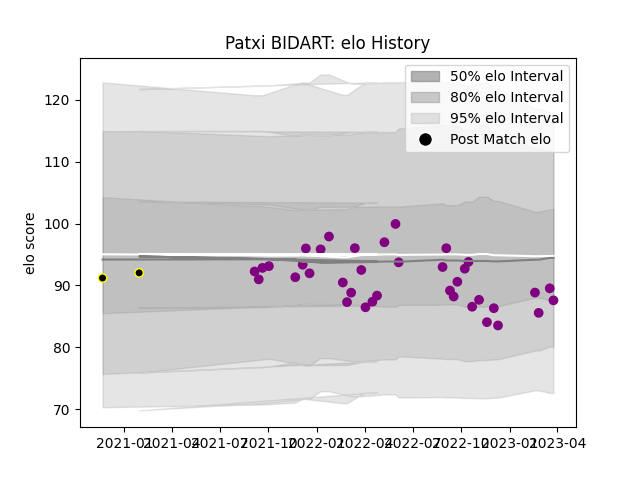 Patxi BIDART: elo History
50% elo Interval
80% elo Interval
95% elo Interval
Post Match elo
elo score
120
110
100
90
80
70
2021-01 2021-04 2021-07 2021-10 2022-01 2022-04 2022-07 2022-10 2023-01 2023-04